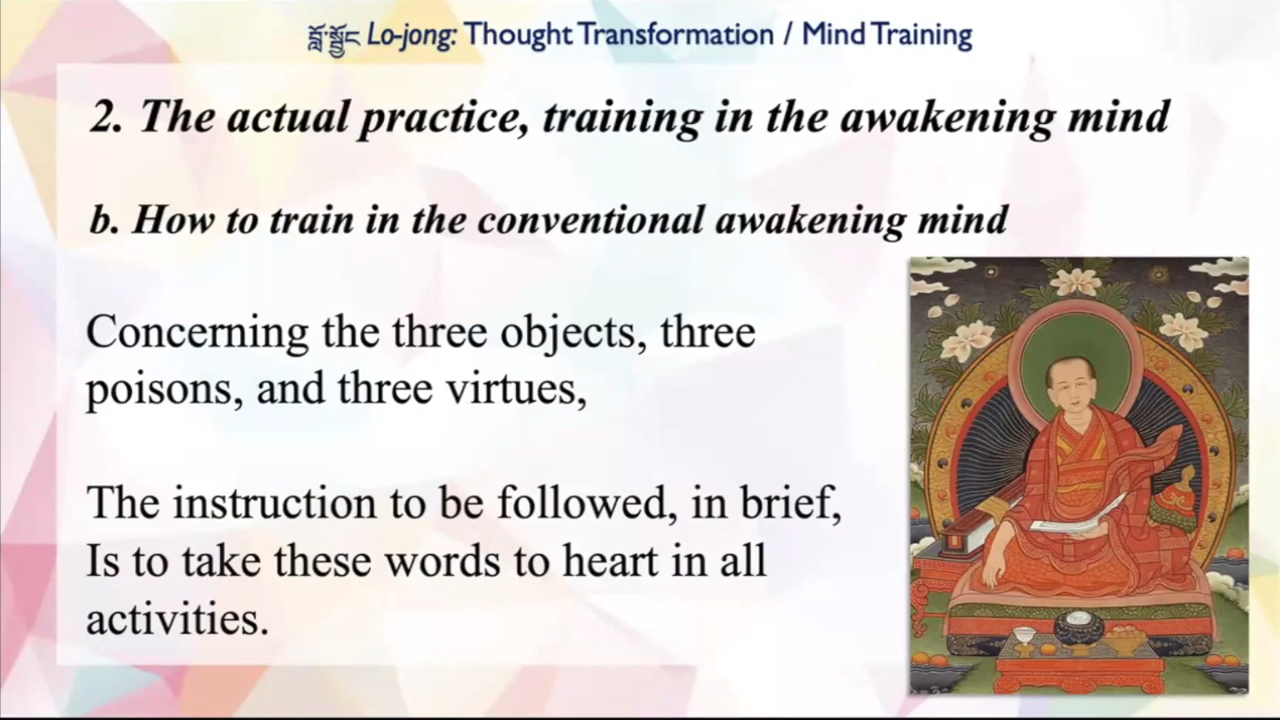 བློ་སྦྱོང Lo-jong: Thought Transformation / Mind Training
2. The actual practice, training in the awakening mind
b. How to train in the conventional awakening mind
Concerning the three objects, three
poisons, and three virtues,
The instruction to be followed, in brief,
Is to take these words to heart in all
activities.